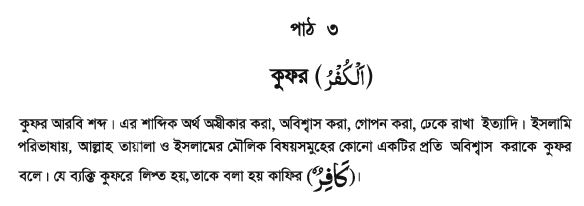 পাঠ ৩
কুফর (اَلْكُفْرُ)
কুফর আরবি শব্দ। এর শাব্দিক অর্থ অস্বীকার করা, অবিশ্বাস করা, গোপন করা, ঢেকে রাখা ইত্যাদি। ইসলামি
পরিভাষায়, আল্লাহ তায়ালা ও ইসলামের মৌলিক বিষয়সমূহের কোনো একটির প্রতি অবিশ্বাস করাকে কুফর
বলে। যে ব্যক্তি কুফরে লিপ্ত হয়, তাকে বলা হয় কাফির (كَافِرٌ)।